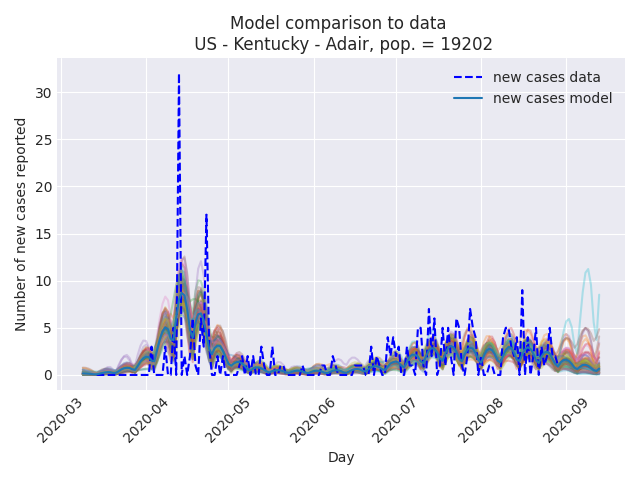 Model comparison to data
US - Kentucky - Adair, pop. = 19202
new cases data
new cases model
Number of new cases reported
30
25
20
15
10
5
0
2020-03
2020-04
2020-05
2020-06
2020-07
2020-08
2020-09
Day